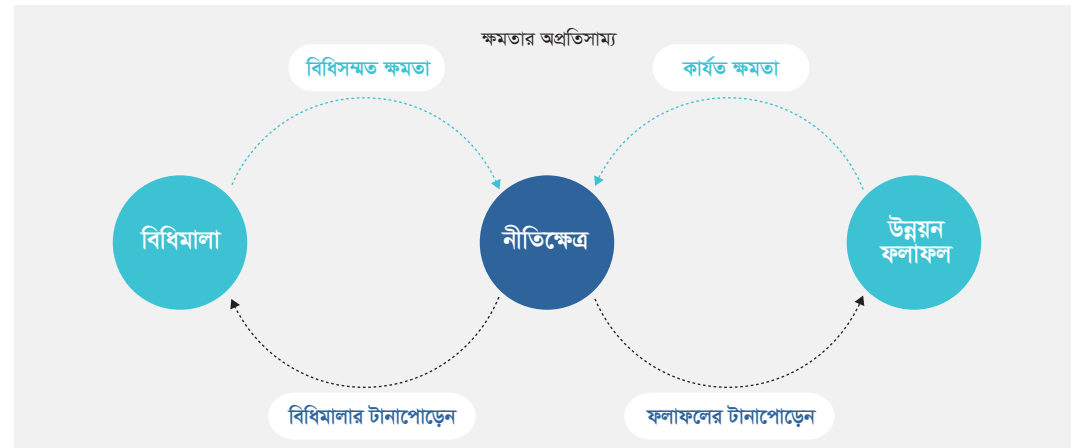 ক্ষমতার অপ্রতিসাম্য
বিধিসম্মত ক্ষমতা
কার্যত ক্ষমতা
বিধিমালা
নীতিক্ষেত্র
উন্নয়ন
ফলাফল
বিধিমালার টানাপোড়েন
ফলাফলের টানাপোড়েন